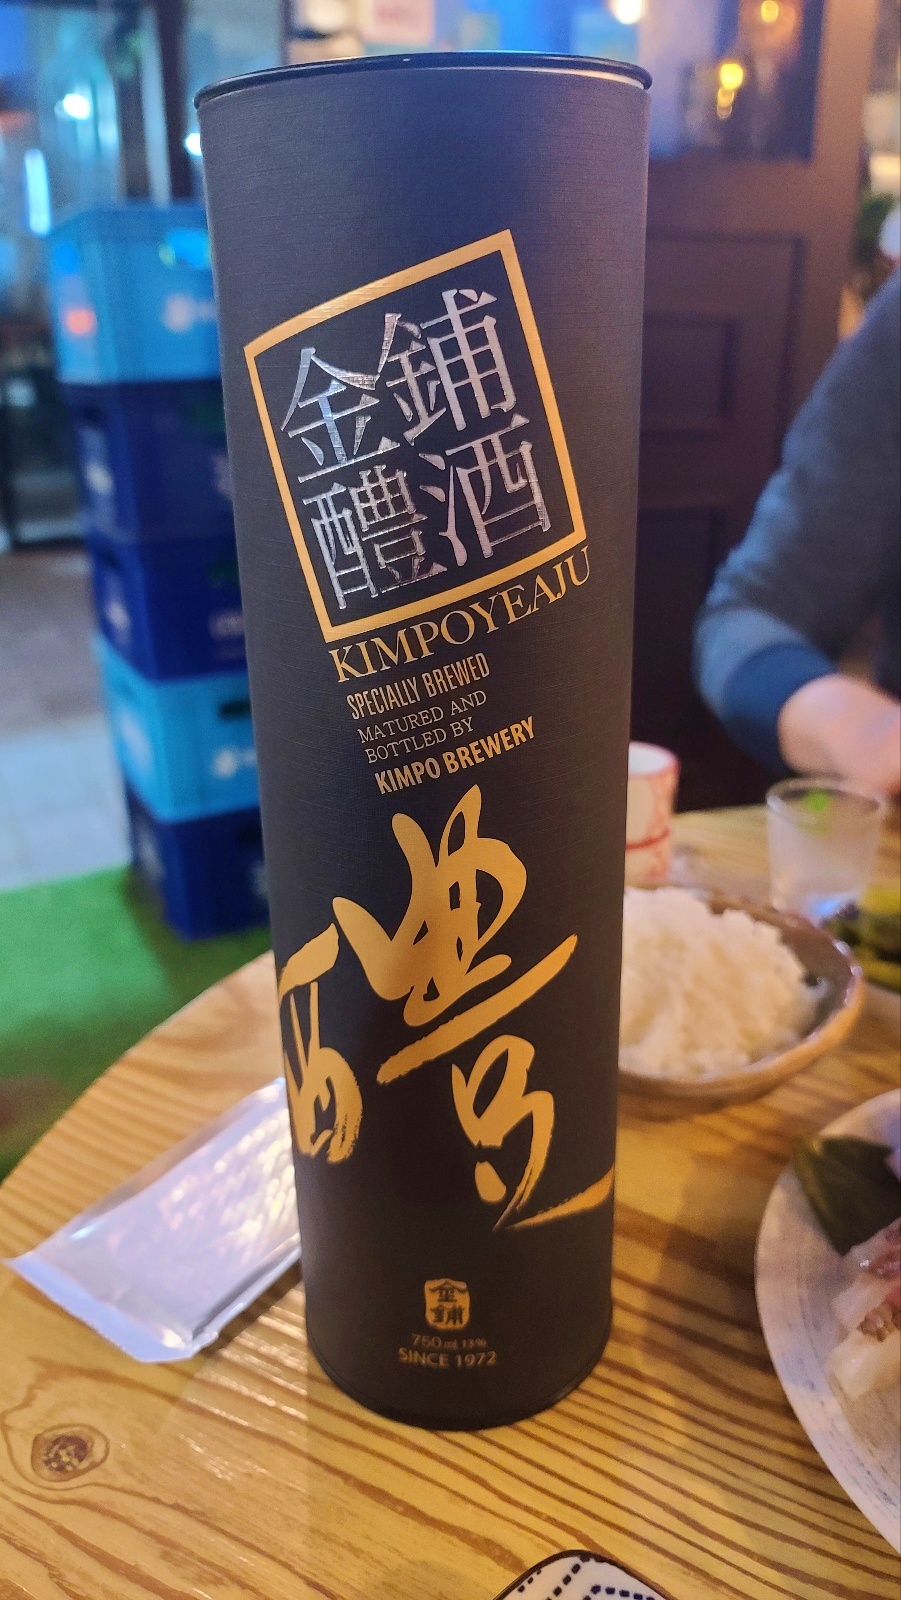 金鋪
醴酒
KIMPOYEAJU
SPECIALLY BREWED
MATURED AND
BOTTLED BY
KIMPO BREWERY
醴
金
鋪
750 mL 13%
SINCE 1972